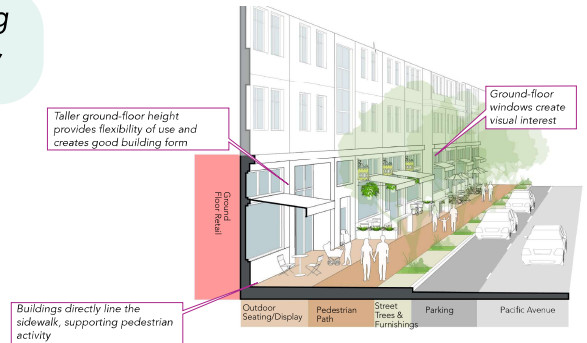 Taller ground-floor height
provides flexibility of use and
creates good building form
Ground-floor
windows create
visual interest
Ground
Floor Retail
Buildings directly line the
sidewalk, supporting pedestrian
activity
Outdoor
Seating/Display
Pedestrian
Path
Street
Trees &
Furnishings
Parking
Pacific Avenue